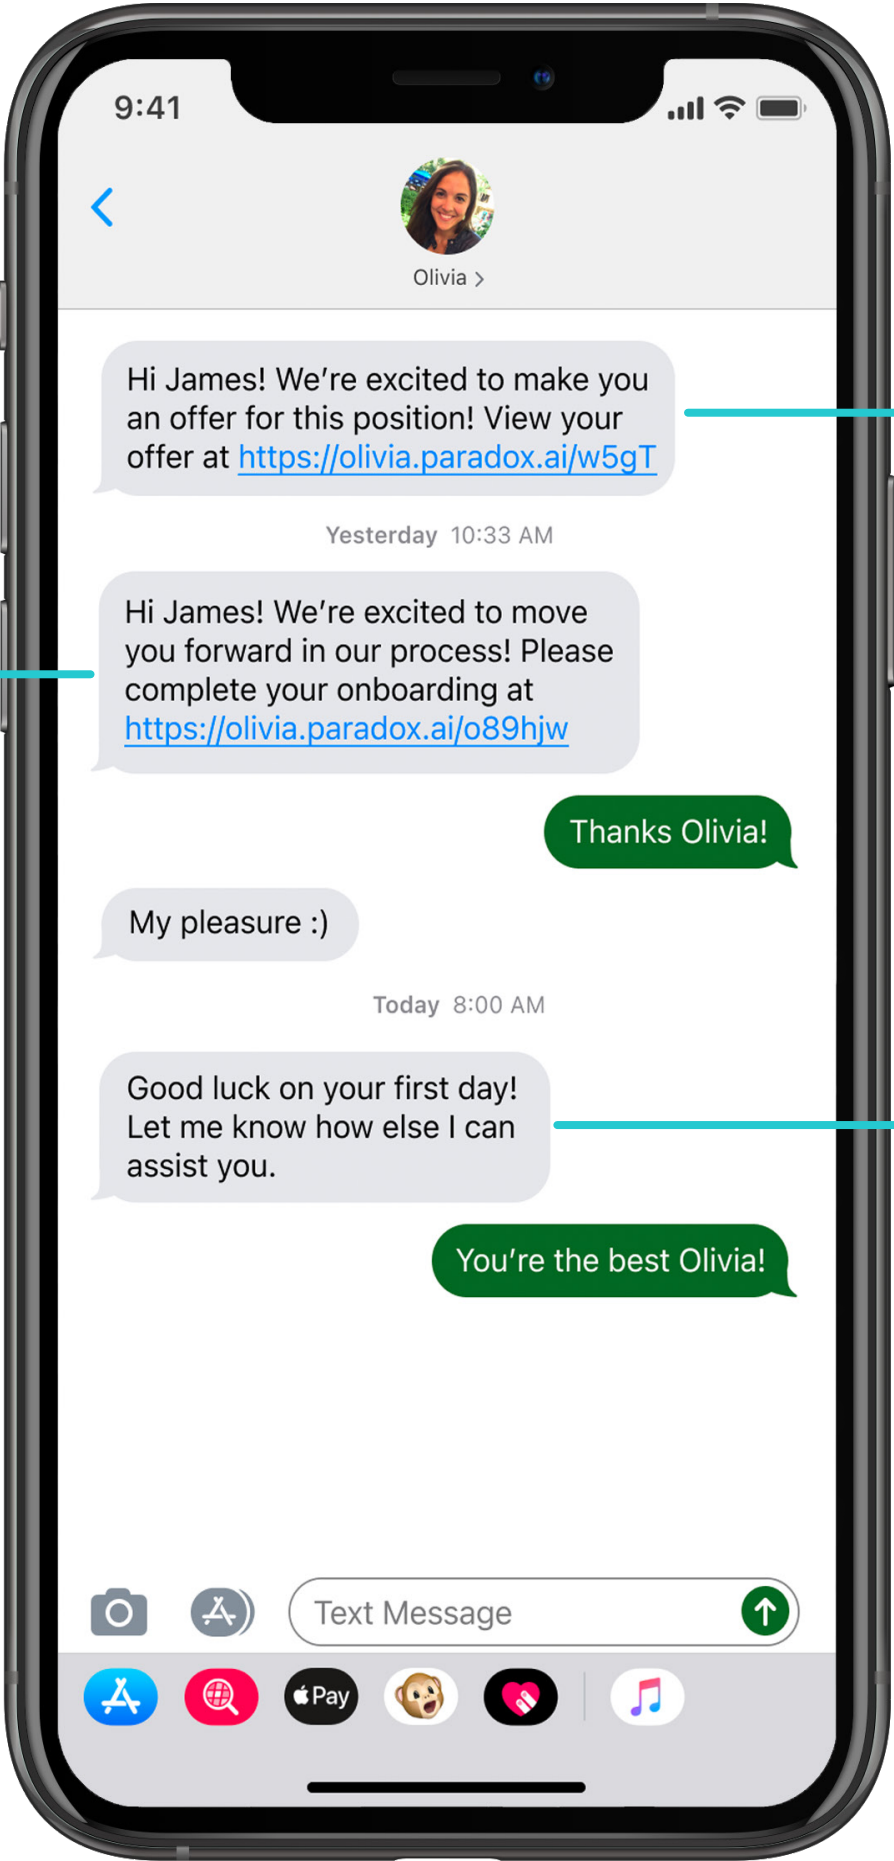 9:41
Olivia >
Hi James! We’re excited to make you
an offer for this position! View your
offer at https://olivia.paradox.ai/w5gT
Yesterday 10:33 AM
Hi James! We’re excited to move
you forward in our process! Please
complete your onboarding at
https://olivia.paradox.ai/o89hjw
Thanks Olivia!
My pleasure :)
Today 8:00 AM
Good luck on your first day!
Let me know how else I can
assist you.
You’re the best Olivia!
Text Message
Pay